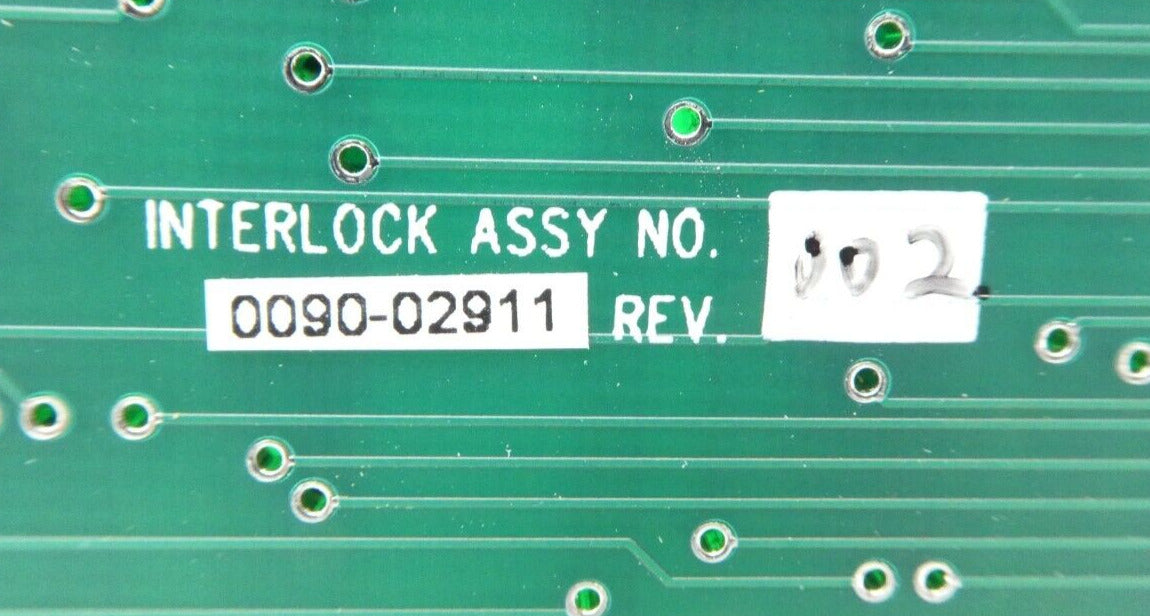 INTERLOCK ASSY NO.
0090-02911 REV. 002